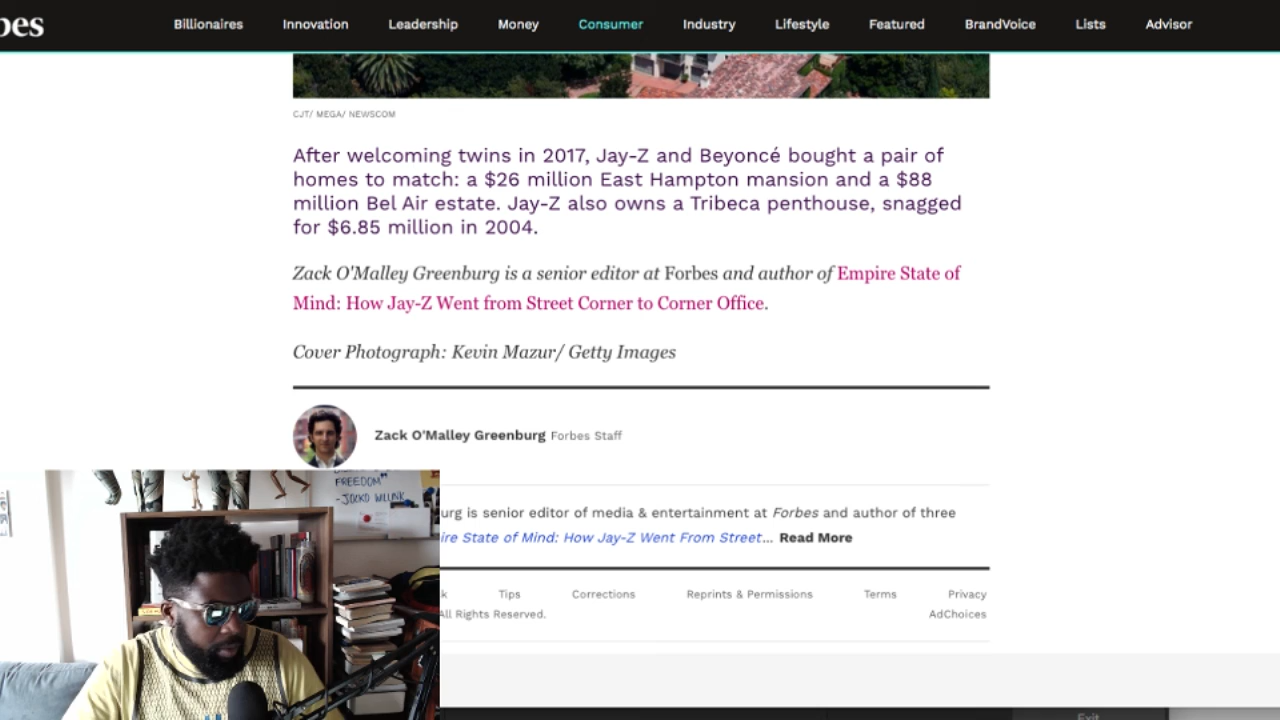 bes
Billionaires Innovation Leadership Money Consumer Industry Lifestyle Featured BrandVoice Lists Advisor
CJT/ MEGA/ NEWSCOM
After welcoming twins in 2017, Jay-Z and Beyoncé bought a pair of
homes to match: a $26 million East Hampton mansion and a $88
million Bel Air estate. Jay-Z also owns a Tribeca penthouse, snagged
for $6.85 million in 2004.
Zack O'Malley Greenburg is a senior editor at Forbes and author of Empire State of
Mind: How Jay-Z Went from Street Corner to Corner Office.
Cover Photograph: Kevin Mazur/ Getty Images
Zack O'Malley Greenburg Forbes Staff
urg is senior editor of media & entertainment at Forbes and author of three
ire State of Mind: How Jay-Z Went From Street... Read More
k Tips Corrections Reprints & Permissions Terms Privacy
All Rights Reserved. AdChoices
FREEDOM"
-JOCKO WILLINK
Exit